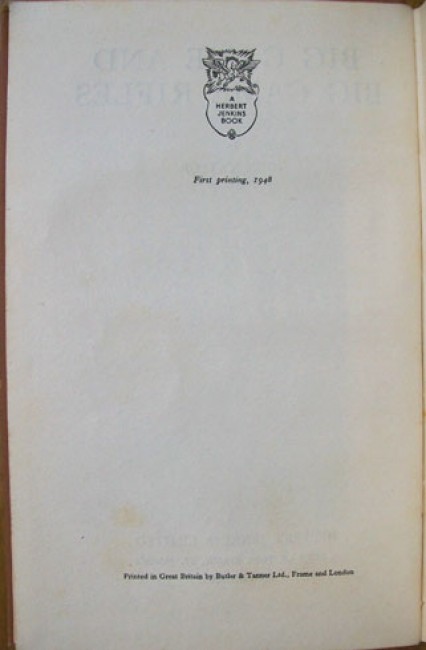 A
HERBERT
JENKINS
BOOK
First printing, 1948
Printed in Great Britain by Butler & Tanner Ltd., Frome and London